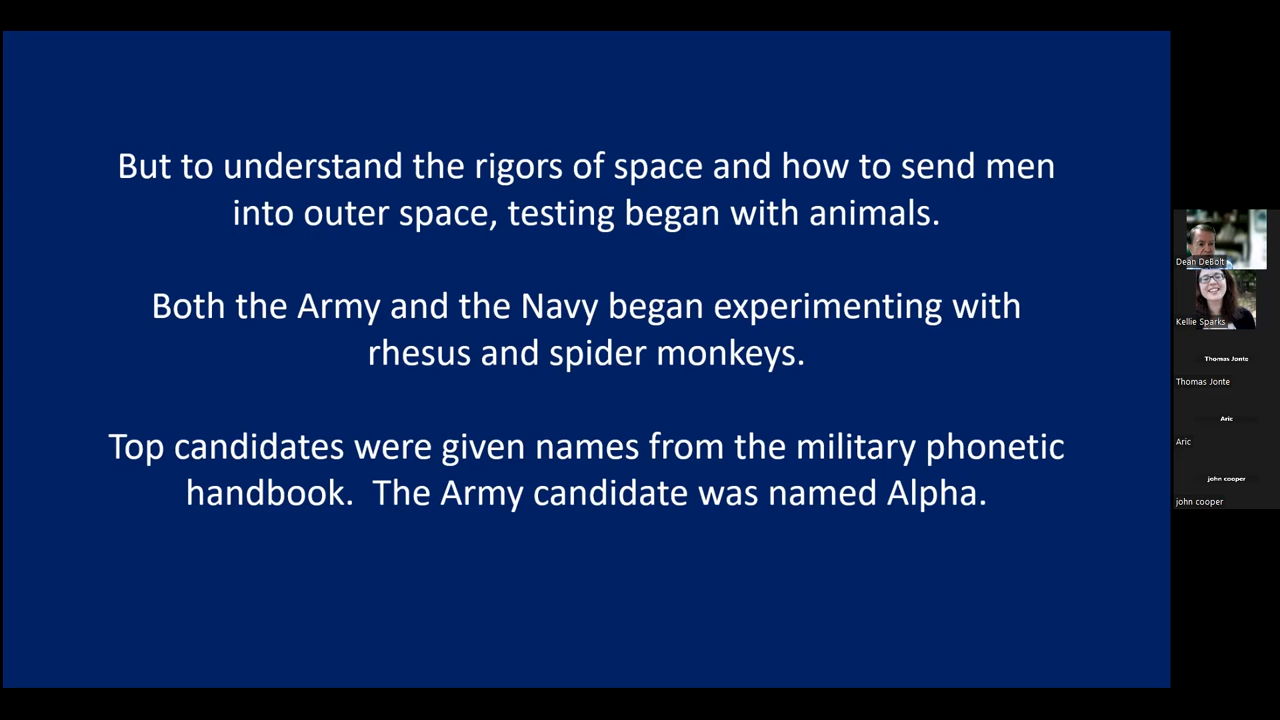 But to understand the rigors of space and how to send men
into outer space, testing began with animals.
Both the Army and the Navy began experimenting with
rhesus and spider monkeys.
Top candidates were given names from the military phonetic
handbook.  The Army candidate was named Alpha.
Dean DeBolt
Kellie Sparks
Thomas Jonte
Thomas Jonte
Aric
Aric
john cooper
john cooper